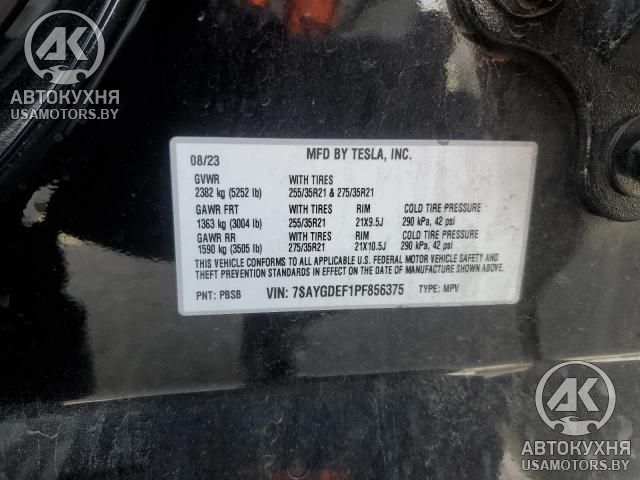 АК
АВТОКУХНЯ
USAMOTORS.BY
08/23 MFD BY TESLA, INC.
GVWR WITH TIRES
2382 kg (5252 lb) 255/35R21 & 275/35R21
GAWR FRT WITH TIRES RIM COLD TIRE PRESSURE
1363 kg (3004 lb) 255/35R21 21X9.5J 290 kPa, 42 psi
GAWR RR WITH TIRES RIM COLD TIRE PRESSURE
1590 kg (3505 lb) 275/35R21 21X10.5J 290 kPa, 42 psi
THIS VEHICLE CONFORMS TO ALL APPLICABLE U.S. FEDERAL MOTOR VEHICLE SAFETY AND
THEFT PREVENTION STANDARDS IN EFFECT ON THE DATE OF MANUFACTURE SHOWN ABOVE.
PNT: PBSB VIN: 7SAYGDEF1PF856375 TYPE: MPV
АК
АВТОКУХНЯ
USAMOTORS.BY